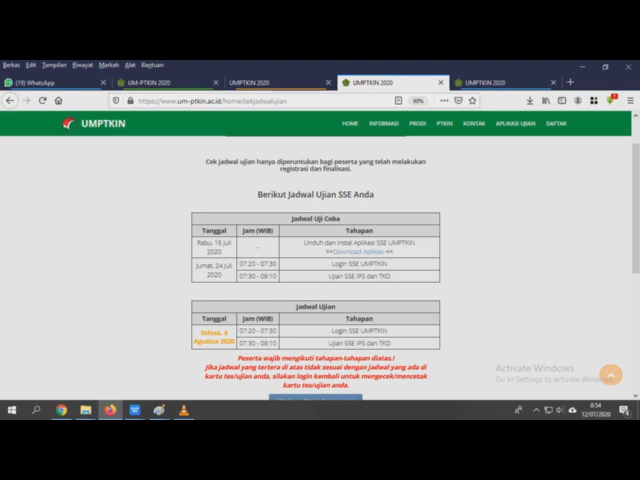 Berkas Edit Tampilan Riwayat Markah Alat Bantuan
(19) WhatsApp
UM-PTKIN 2020
UMPTKIN 2020
UMPTKIN 2020
UMPTKIN 2020
https://www.um-ptkin.ac.id/home/cekjadwalujian
80%
UMPTKIN
HOME INFORMASI PRODI PTKIN KONTAK APLIKASI UJIAN DAFTAR
Cek jadwal ujian hanya diperuntukan bagi peserta yang telah melakukan
registrasi dan finalisasi.
Berikut Jadwal Ujian SSE Anda
Jadwal Uji Coba
Tanggal Jam (WIB) Tahapan
Rabu, 15 Juli 2020 - Unduh dan Instal Aplikasi SSE UMPTKIN
>>Download Aplikasi <<
Jumat, 24 Juli 2020 07:20 - 07:30 Login SSE UMPTKIN
07:30 - 09:10 Ujian SSE IPS dan TKD
Jadwal Ujian
Tanggal Jam (WIB) Tahapan
Selasa, 4 Agustus 2020 07:20 - 07:30 Login SSE UMPTKIN
07:30 - 09:10 Ujian SSE IPS dan TKD
Peserta wajib mengikuti tahapan-tahapan diatas.!
Jika jadwal yang tertera di atas tidak sesuai dengan jadwal yang ada di
kartu tes/ujian anda, silakan login kembali untuk mengecek/mencetak
kartu tes/ujian anda.
Activate Windows
Go to Settings to activate Windows.
8:54
12/07/2020